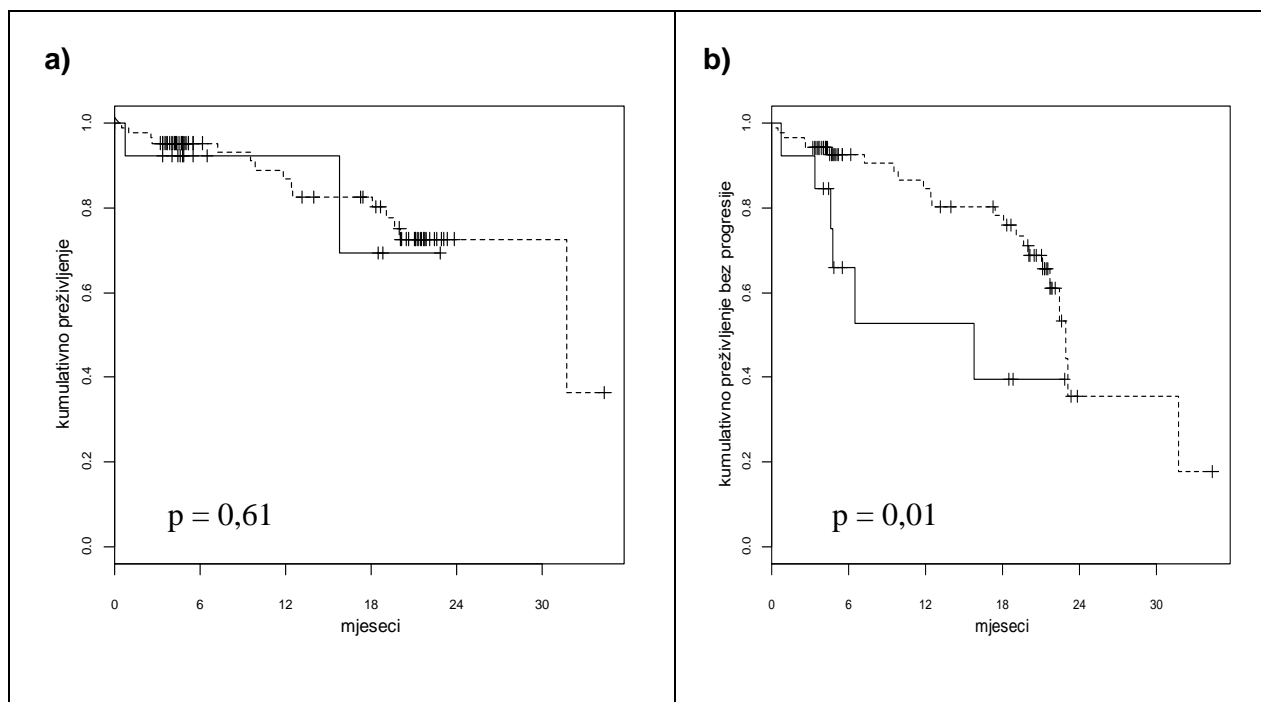 a)
kumulativno preživljenje
1.0
0.8
0.6
0.4
0.2
0.0
p = 0,61
0 6 12 18 24 30
mjeseci
b)
kumulativno preživljenje bez progresije
1.0
0.8
0.6
0.4
0.2
0.0
p = 0,01
0 6 12 18 24 30
mjeseci